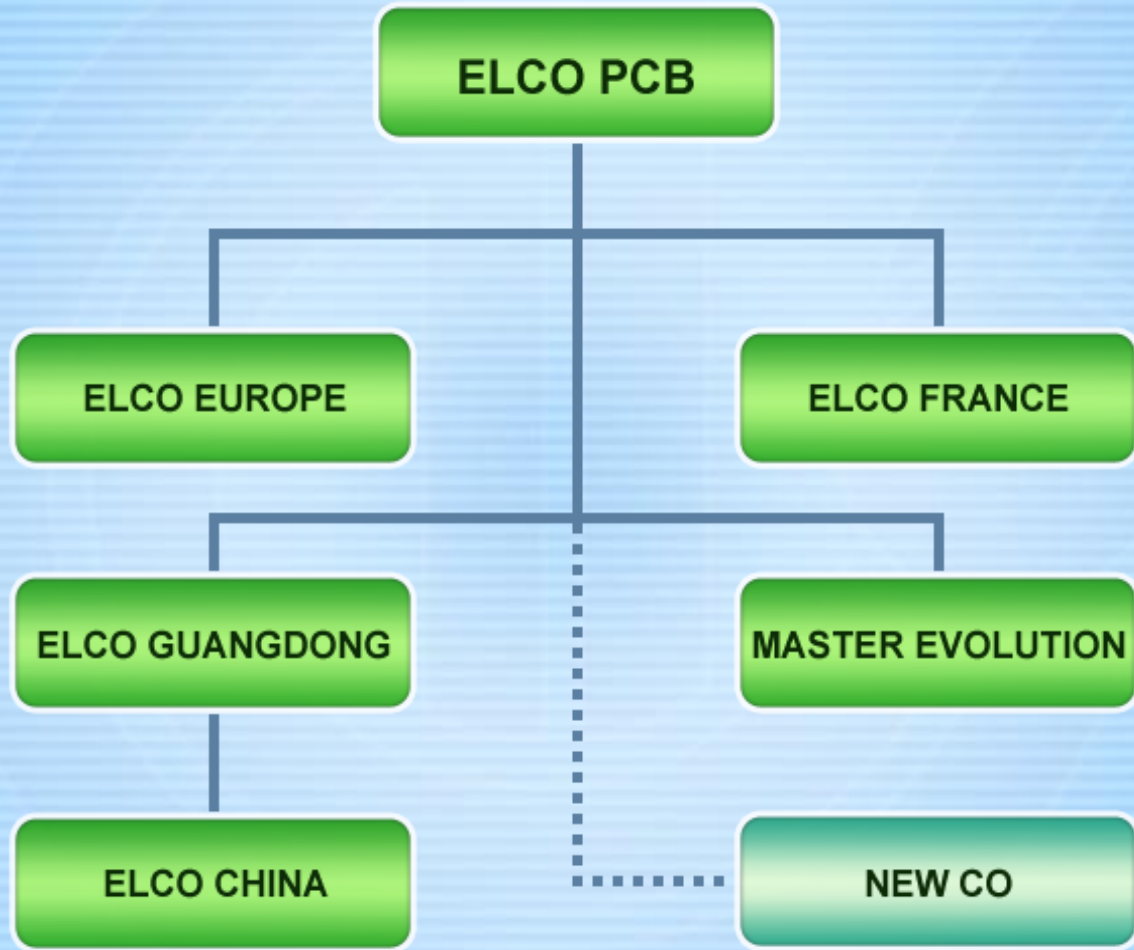 ELCO PCB
ELCO EUROPE
ELCO FRANCE
ELCO GUANGDONG
MASTER EVOLUTION
ELCO CHINA
NEW CO